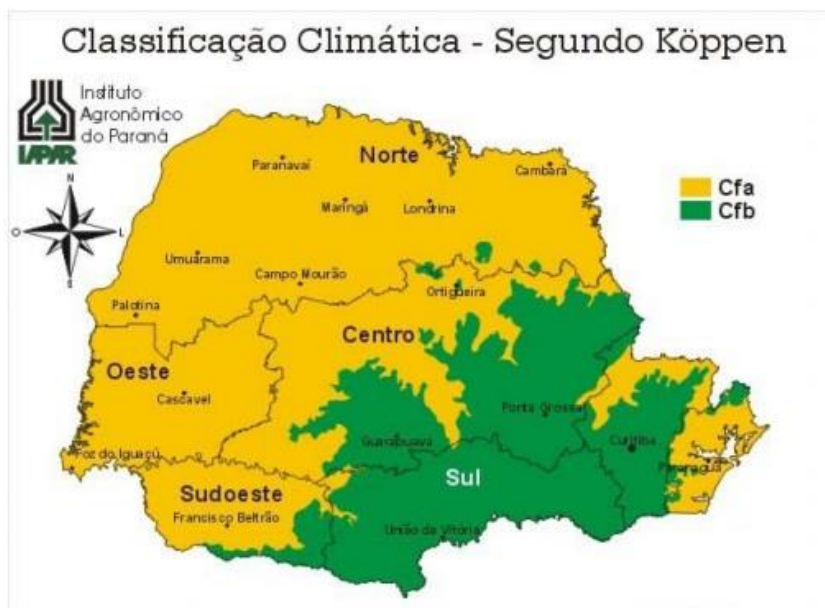 Classificação Climática - Segundo Köppen
Instituto
Agronômico
do Paraná
IAPAR
N
O
L
S
Cfa
Cfb
Norte
Paranavaí
Cambará
Maringá
Londrina
Umuarama
Campo Mourão
Ortigueira
Palotina
Centro
Oeste
Cascavel
Ponta Grossa
Guarapuava
Curitiba
Foz do Iguaçú
Paranaguá
Sul
Sudoeste
Francisco Beltrão
União da Vitória